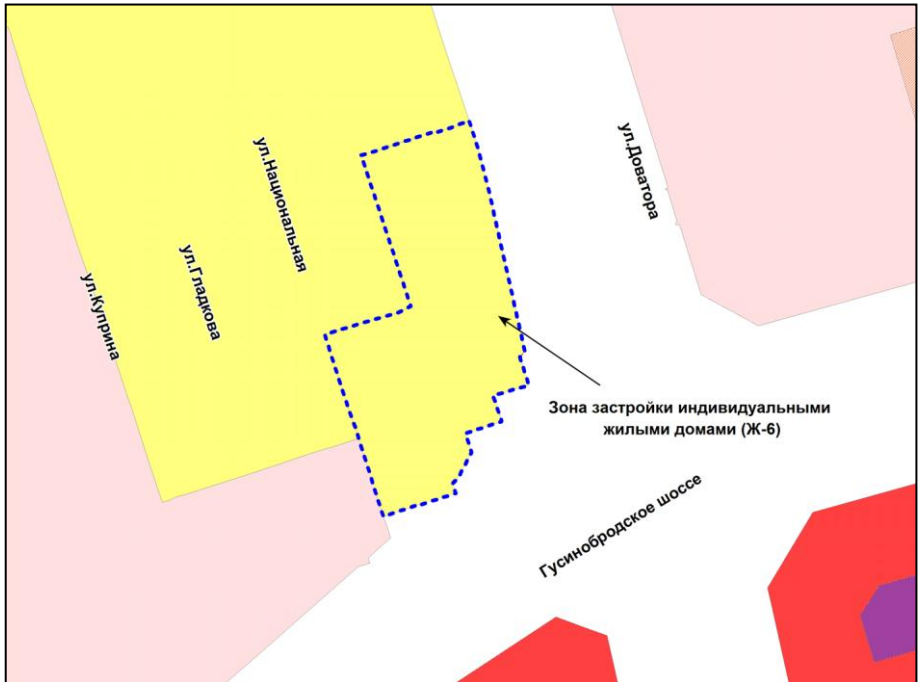 ул.Национальная
ул.Доватора
ул.Гладкова
ул.Куприна
Зона застройки индивидуальными
жилыми домами (Ж-6)
Гусинобродское шоссе